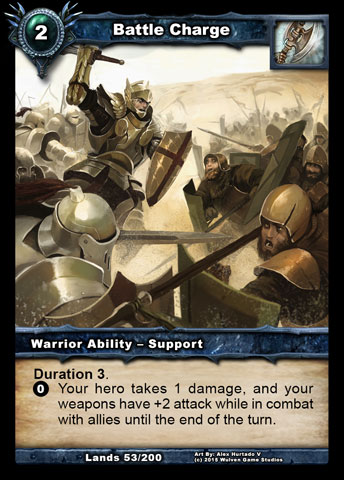 2
Battle Charge
Warrior Ability – Support
Duration 3.
0 Your hero takes 1 damage, and your
weapons have +2 attack while in combat
with allies until the end of the turn.
Lands 53/200
Art By: Alex Hurtado V
(c) 2015 Wulven Game Studios